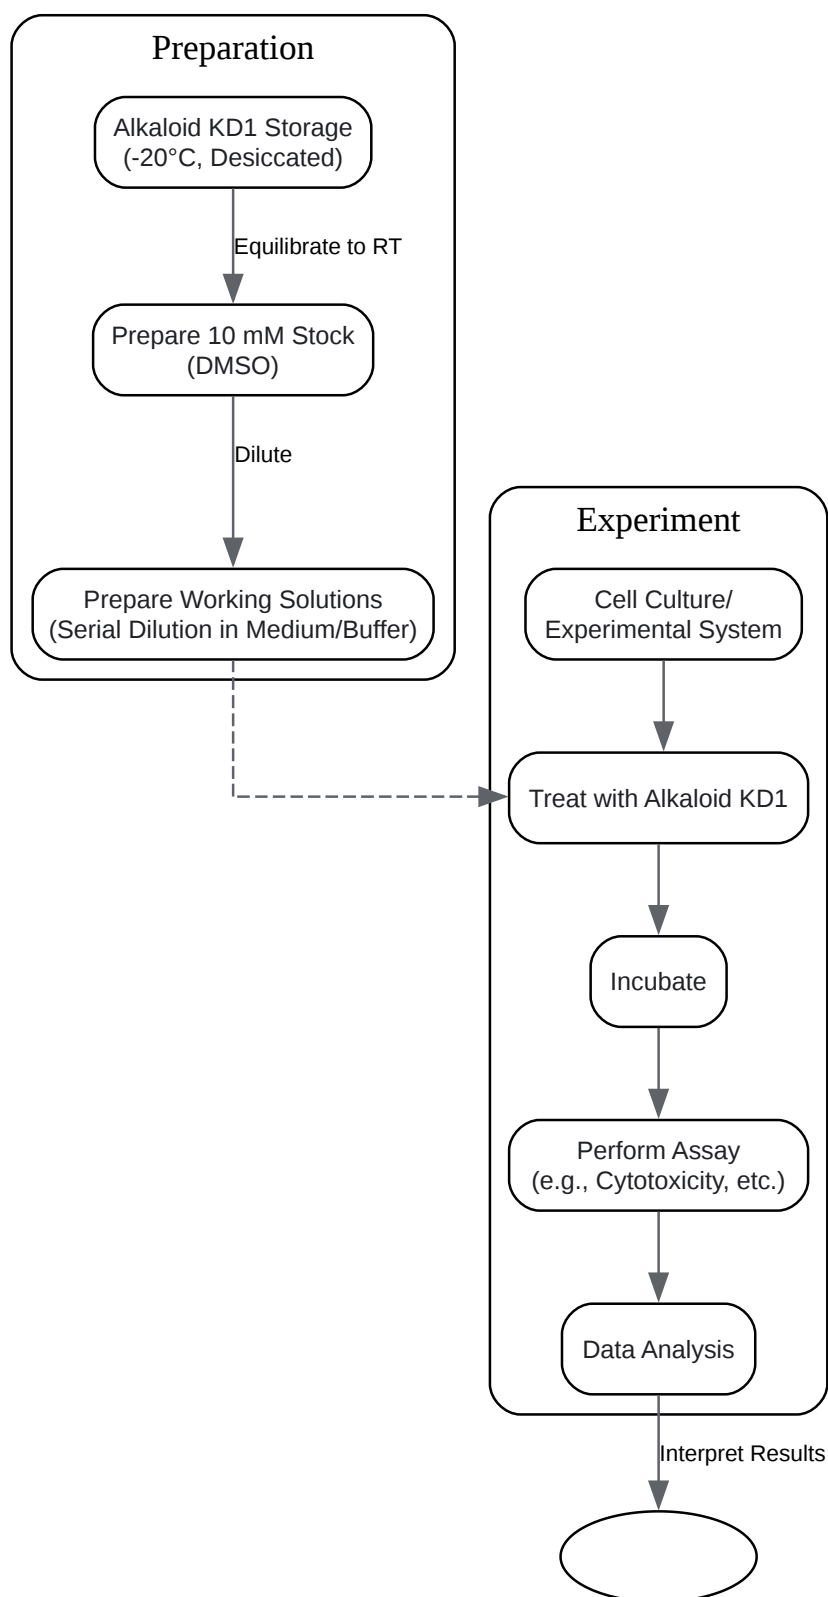 Preparation
Alkaloid KD1 Storage
(-20°C, Desiccated)
Equilibrate to RT
Prepare 10 mM Stock
(DMSO)
Dilute
Prepare Working Solutions
(Serial Dilution in Medium/Buffer)
Experiment
Cell Culture/
Experimental System
Treat with Alkaloid KD1
Incubate
Perform Assay
(e.g., Cytotoxicity, etc.)
Data Analysis
Interpret Results